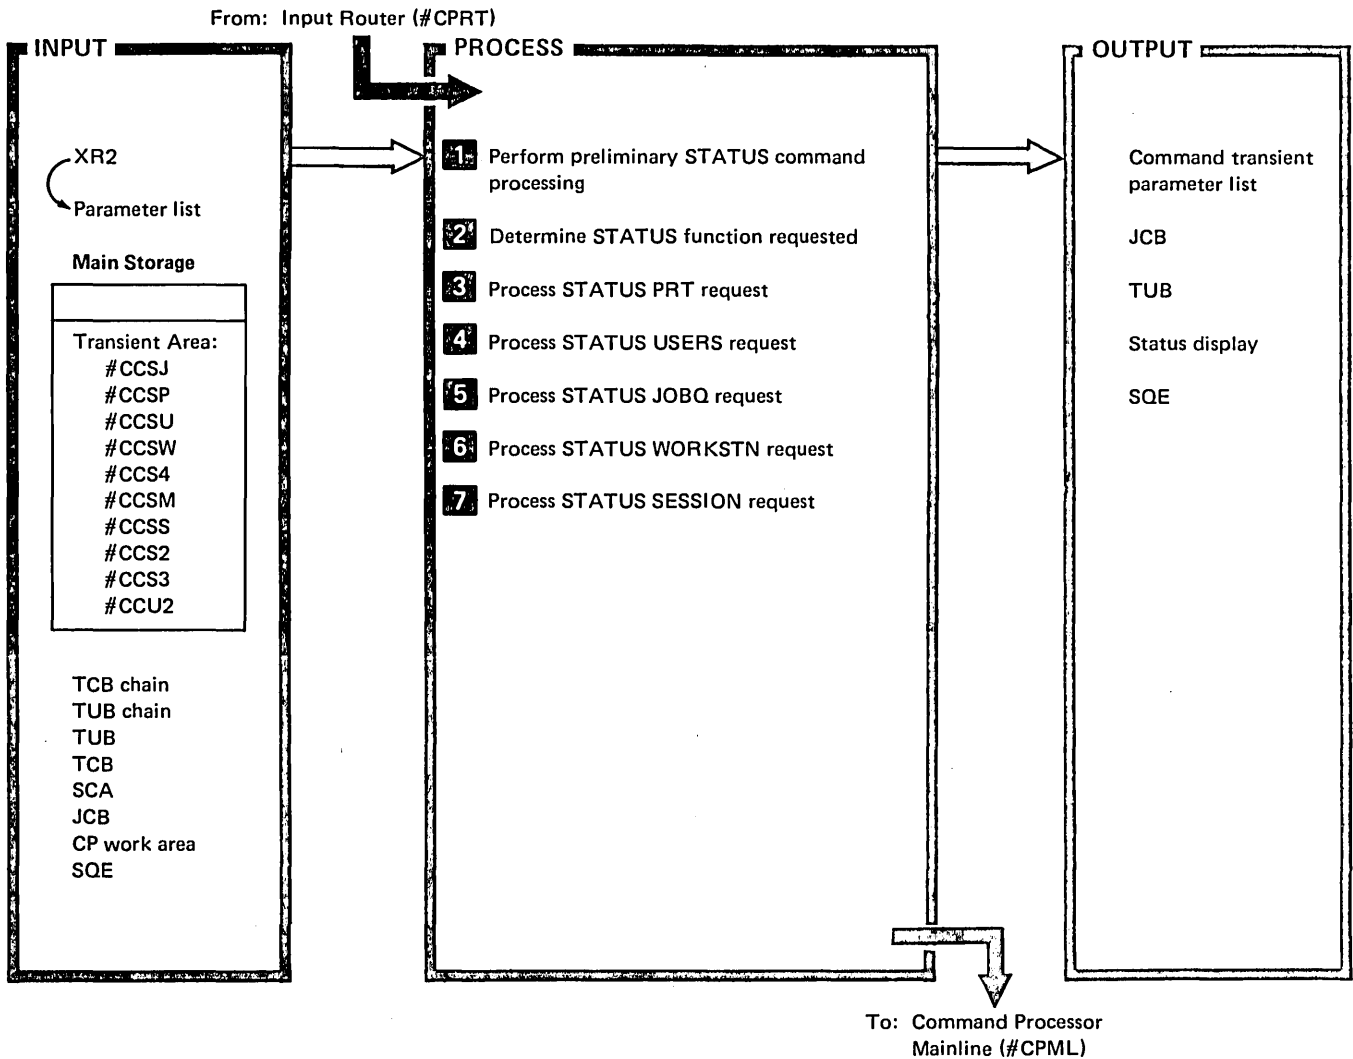 From: Input Router (#CPRT)
INPUT
XR2
Parameter list
Main Storage
Transient Area:
#CCSJ
#CCSP
#CCSU
#CCSW
#CCS4
#CCSM
#CCSS
#CCS2
#CCS3
#CCU2
TCB chain
TUB chain
TUB
TCB
SCA
JCB
CP work area
SQE
PROCESS
1 Perform preliminary STATUS command
processing
2 Determine STATUS function requested
3 Process STATUS PRT request
4 Process STATUS USERS request
5 Process STATUS JOBQ request
6 Process STATUS WORKSTN request
7 Process STATUS SESSION request
OUTPUT
Command transient
parameter list
JCB
TUB
Status display
SQE
To: Command Processor
Mainline (#CPML)